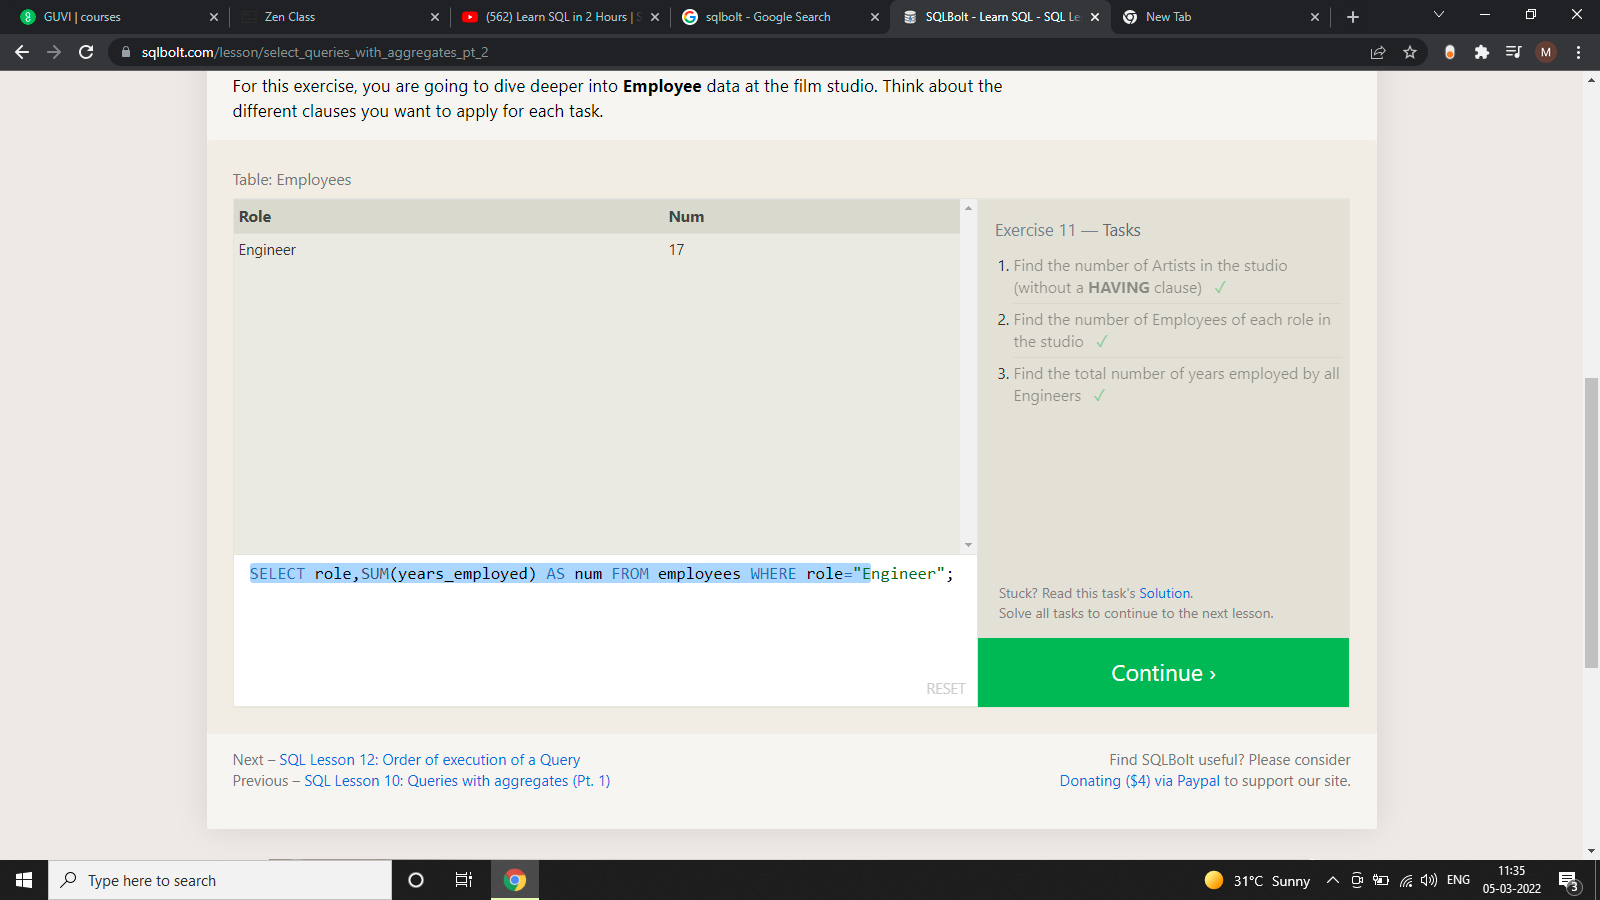 GUVI | courses
Zen Class
(562) Learn SQL in 2 Hours |
sqlbolt - Google Search
SQLBolt - Learn SQL - SQL Le
New Tab
sqlbolt.com/lesson/select_queries_with_aggregates_pt_2
M
For this exercise, you are going to dive deeper into Employee data at the film studio. Think about the
different clauses you want to apply for each task.
Table: Employees
Role Num
Engineer 17
Exercise 11 — Tasks
1. Find the number of Artists in the studio
(without a HAVING clause) ✓
2. Find the number of Employees of each role in
the studio ✓
3. Find the total number of years employed by all
Engineers ✓
SELECT role,SUM(years_employed) AS num FROM employees WHERE role="Engineer";
RESET
Stuck? Read this task's Solution.
Solve all tasks to continue to the next lesson.
Continue ›
Next – SQL Lesson 12: Order of execution of a Query
Previous – SQL Lesson 10: Queries with aggregates (Pt. 1)
Find SQLBolt useful? Please consider
Donating ($4) via Paypal to support our site.
Type here to search
31°C Sunny
ENG
11:35
05-03-2022
3